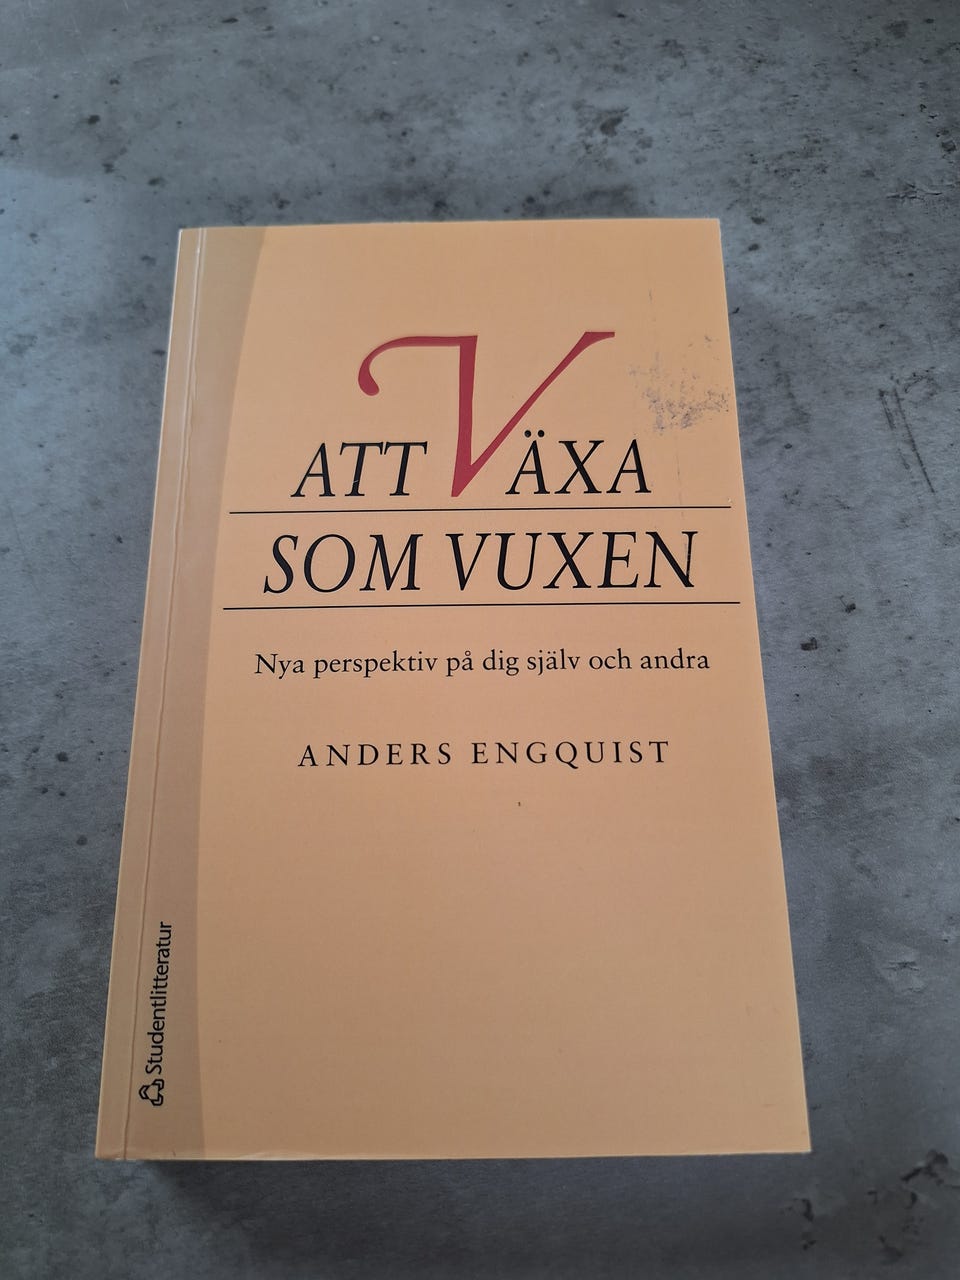 ATT VÄXA
SOM VUXEN
Nya perspektiv på dig själv och andra
ANDERS ENGQUIST
Studentlitteratur